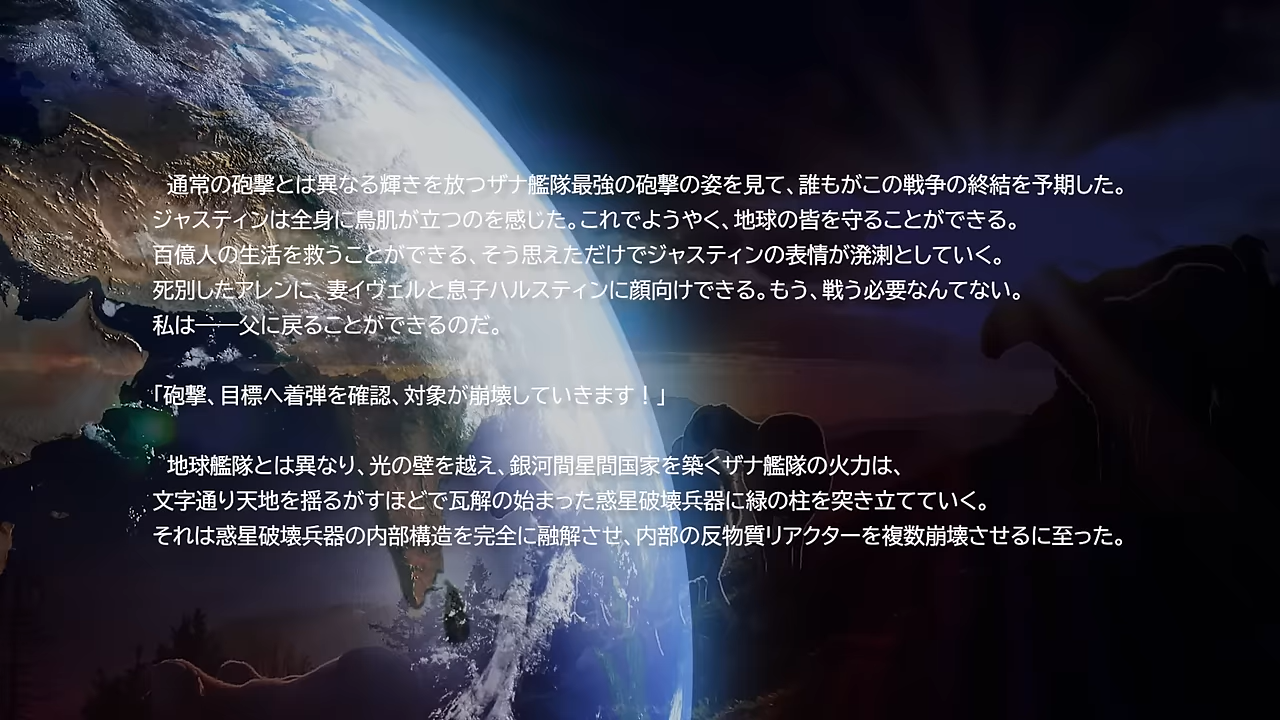 通常の砲撃とは異なる輝きを放つザナ艦隊最強の砲撃の姿を見て、誰もがこの戦争の終結を予期した。
ジャスティンは全身に鳥肌が立つのを感じた。これでようやく、地球の皆を守ることができる。
百億人の生活を救うことができる、そう思えただけでジャスティンの表情が溌溂としていく。
死別したアレンに、妻イヴェルと息子ハルスティンに顔向けできる。もう、戦う必要なんてない。
私は――父に戻ることができるのだ。
「砲撃、目標へ着弾を確認、対象が崩壊していきます！」
地球艦隊とは異なり、光の壁を越え、銀河間星間国家を築くザナ艦隊の火力は、
文字通り天地を揺るがすほどで瓦解の始まった惑星破壊兵器に緑の柱を突き立てていく。
それは惑星破壊兵器の内部構造を完全に融解させ、内部の反物質リアクターを複数崩壊させるに至った。